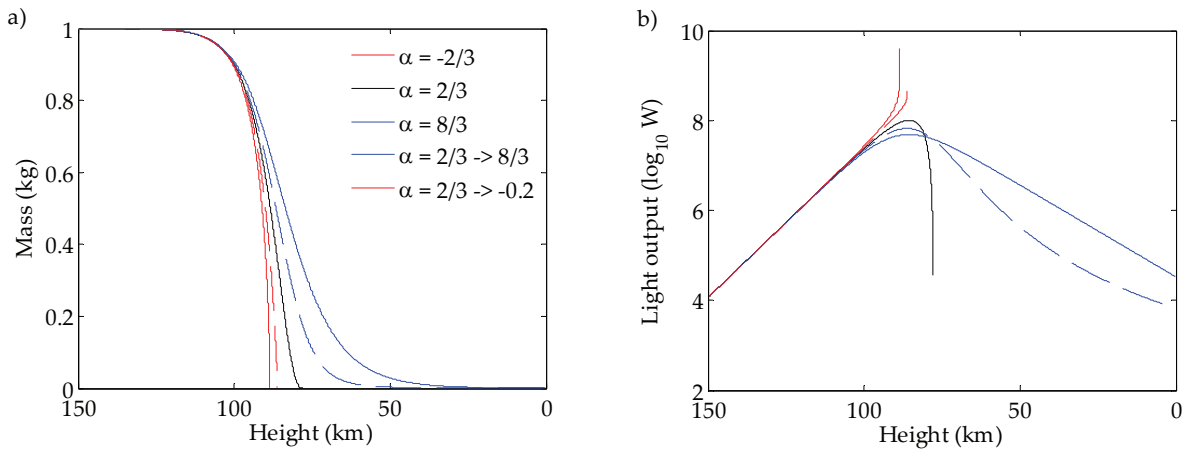 a)
1
0.8
0.6
0.4
0.2
0
Mass (kg)
150
100
50
0
Height (km)
α = -2/3
α = 2/3
α = 8/3
α = 2/3 -> 8/3
α = 2/3 -> -0.2
b)
10
8
6
4
2
Light output (log10 W)
150
100
50
0
Height (km)